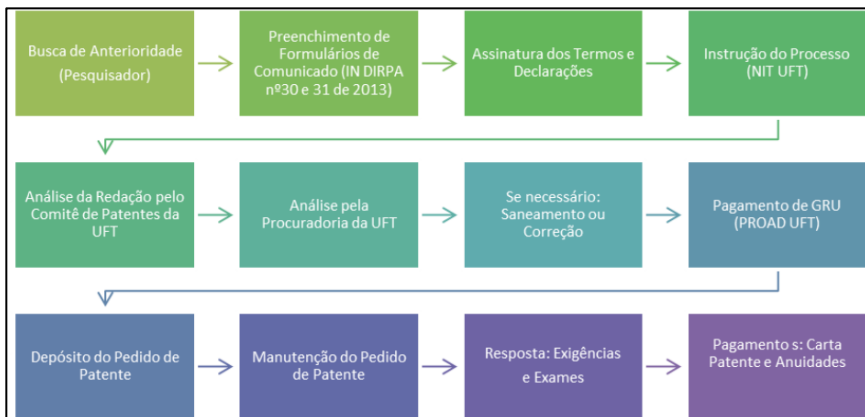 Busca de Anterioridade
(Pesquisador)
Preenchimento de
Formulários de
Comunicado (IN DIRPA
nº30 e 31 de 2013)
Assinatura dos Termos e
Declarações
Instrução do Processo
(NIT UFT)
Análise da Redação pelo
Comitê de Patentes da
UFT
Análise pela
Procuradoria da UFT
Se necessário:
Saneamento ou
Correção
Pagamento de GRU
(PROAD UFT)
Depósito do Pedido de
Patente
Manutenção do Pedido
de Patente
Resposta: Exigências
e Exames
Pagamento s: Carta
Patente e Anuidades